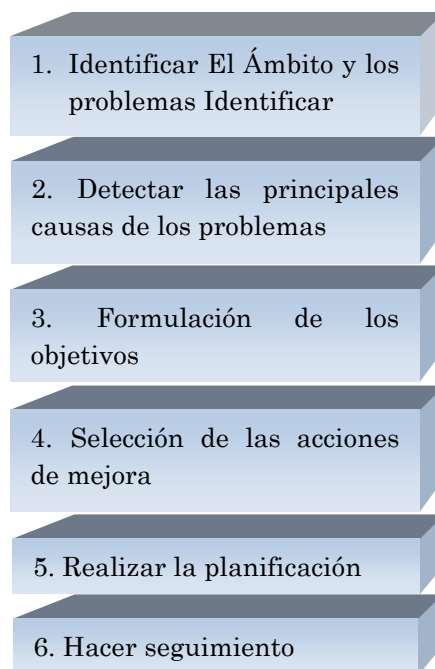 1. Identificar El Ámbito y los
problemas Identificar
2. Detectar las principales
causas de los problemas
3. Formulación de los
objetivos
4. Selección de las acciones
de mejora
5. Realizar la planificación
6. Hacer seguimiento